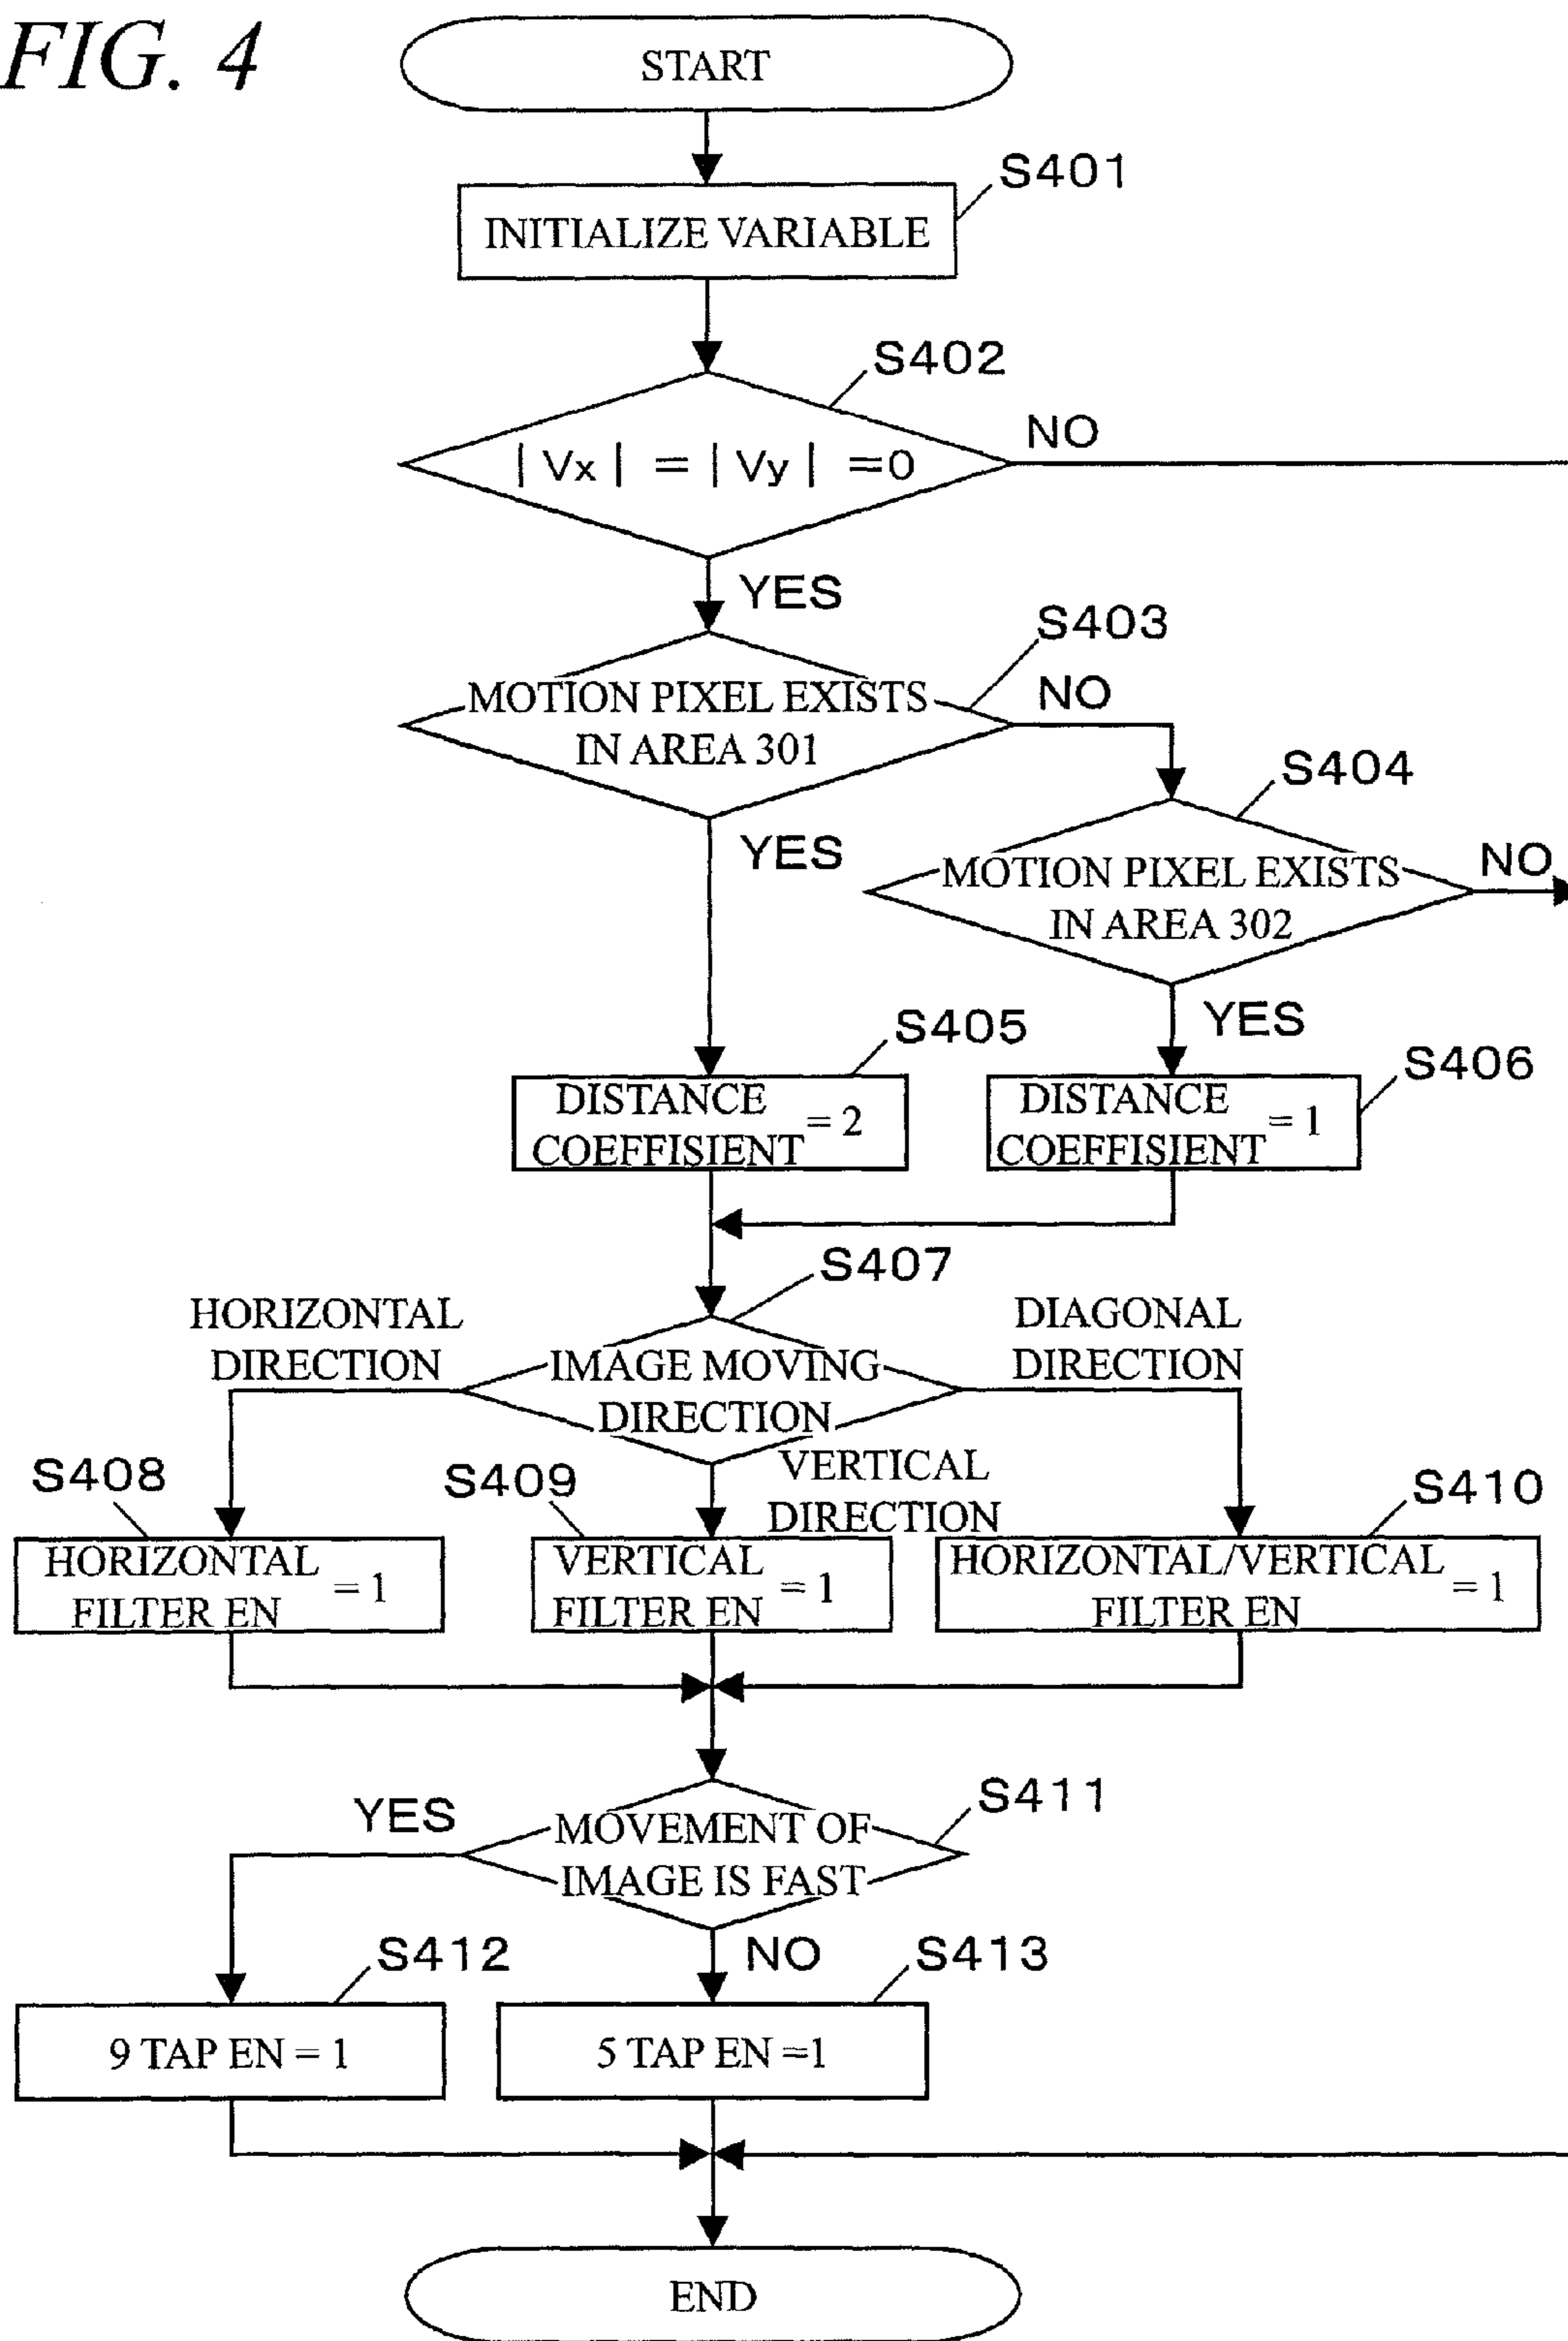 FIG. 4
START
S401
INITIALIZE VARIABLE
S402
| Vx | = | Vy | =0
NO
YES
S403
MOTION PIXEL EXISTS
IN AREA 301
NO
YES
S404
MOTION PIXEL EXISTS
IN AREA 302
NO
YES
S405
DISTANCE
COEFFISIENT = 2
S406
DISTANCE
COEFFISIENT = 1
S407
IMAGE MOVING
DIRECTION
HORIZONTAL
DIRECTION
DIAGONAL
DIRECTION
VERTICAL
DIRECTION
S408
HORIZONTAL
FILTER EN = 1
S409
VERTICAL
FILTER EN = 1
S410
HORIZONTAL/VERTICAL
FILTER EN = 1
S411
MOVEMENT OF
IMAGE IS FAST
YES
NO
S412
9 TAP EN = 1
S413
5 TAP EN =1
END